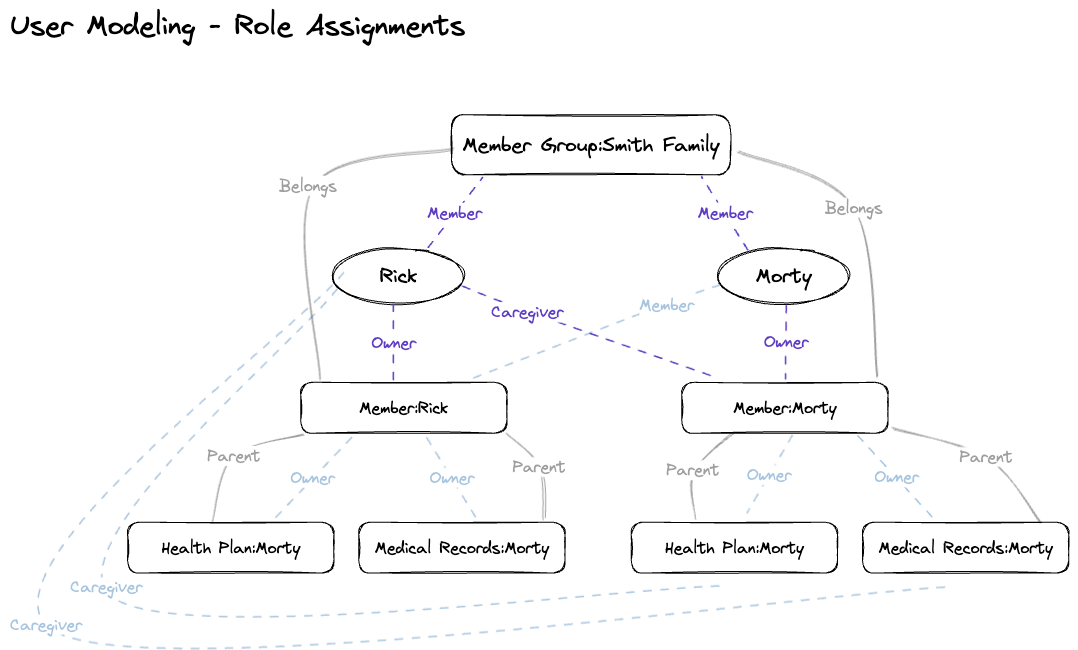 User Modeling - Role Assignments
Member Group:Smith Family
Belongs
Belongs
Member
Member
Rick
Morty
Caregiver
Member
Owner
Owner
Member:Rick
Member:Morty
Parent
Owner
Owner
Parent
Parent
Owner
Owner
Parent
Health Plan:Morty
Medical Records:Morty
Health Plan:Morty
Medical Records:Morty
Caregiver
Caregiver